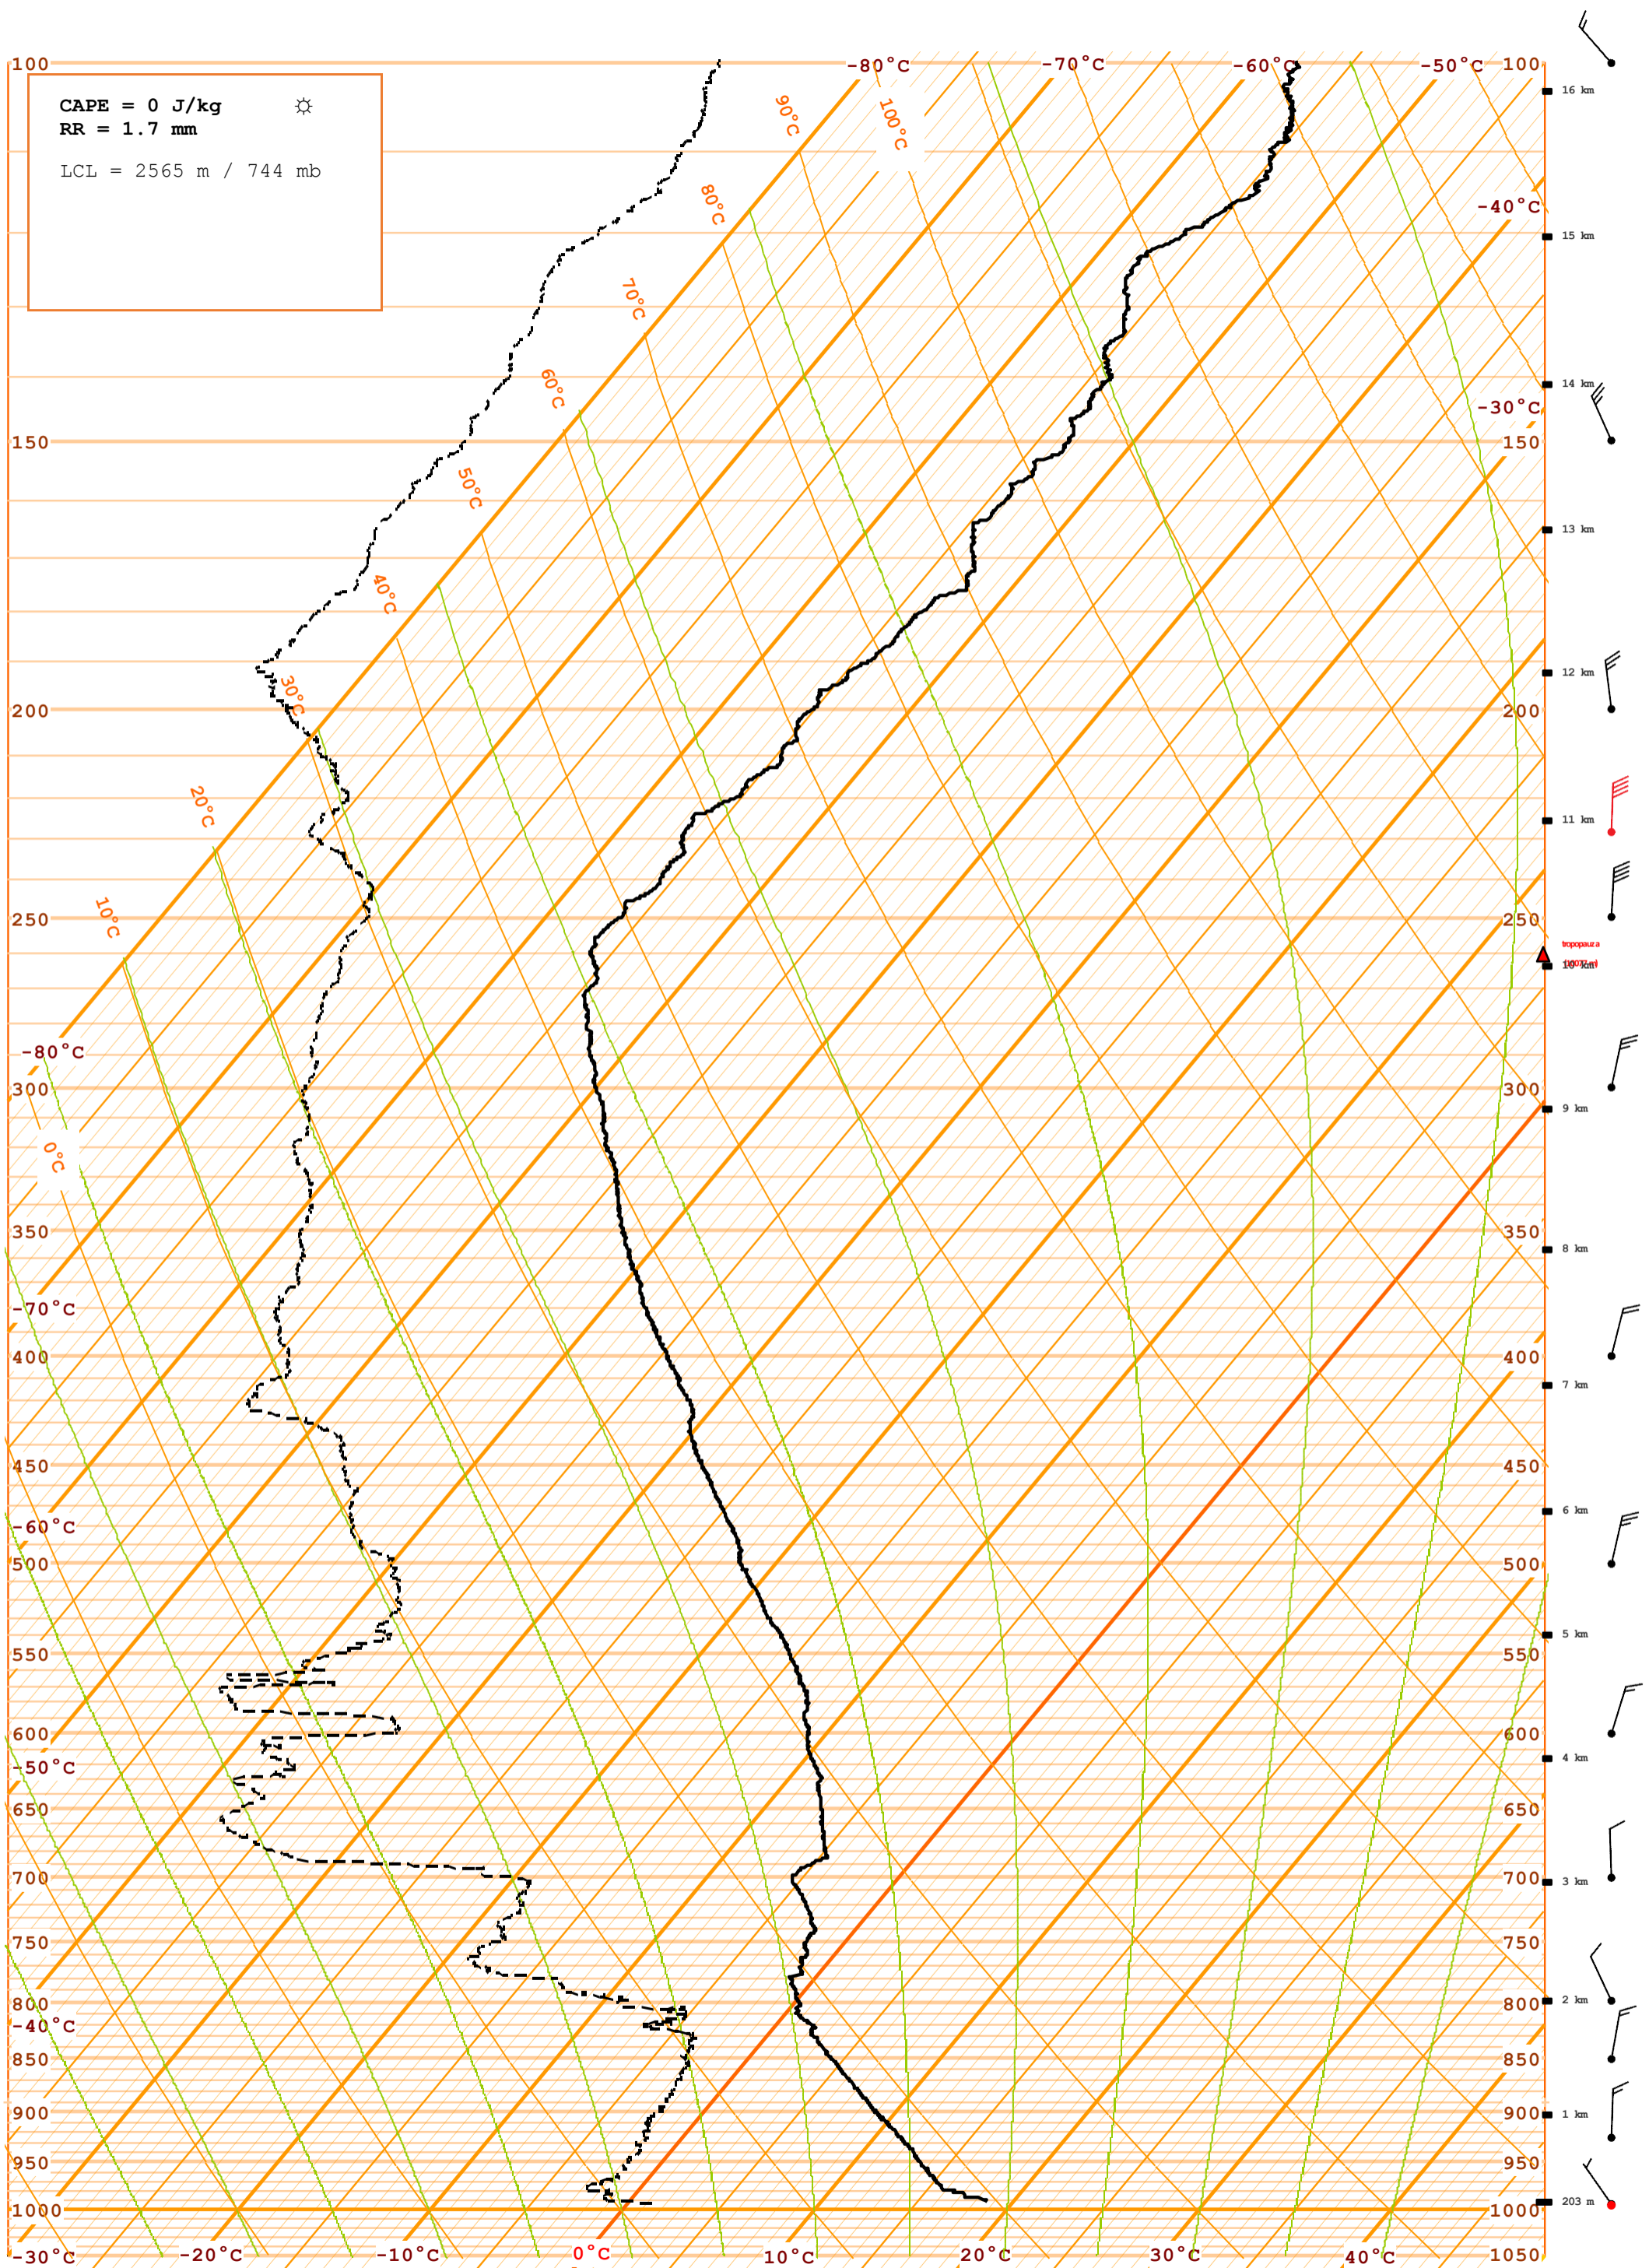 100
-80°C
-70°C
-60°C
-50°C
100
16 km
CAPE = 0 J/kg ☼
RR = 1.7 mm
LCL = 2565 m / 744 mb
90°C
100°C
80°C
-40°C
15 km
70°C
60°C
14 km
-30°C
150
150
50°C
13 km
40°C
12 km
30°C
200
200
20°C
11 km
10°C
250
250
tropopauza
10 km
-80°C
300
300
9 km
0°C
350
350
8 km
-70°C
400
400
7 km
450
450
6 km
-60°C
500
500
5 km
550
550
600
600
4 km
-50°C
650
650
700
700
3 km
750
750
800
800
2 km
-40°C
850
850
900
900
1 km
950
950
1000
1000
203 m
-30°C
-20°C
-10°C
0°C
10°C
20°C
30°C
40°C
1050